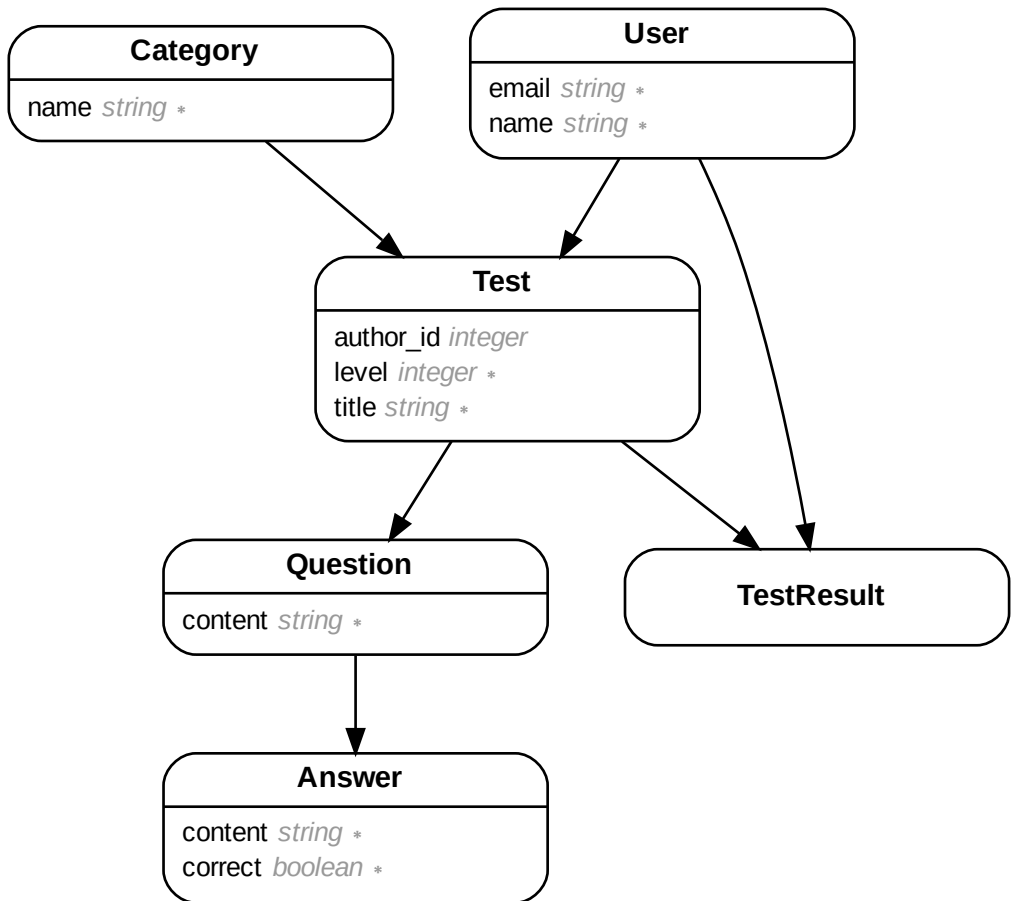 Category
name string *
User
email string *
name string *
Test
author_id integer
level integer *
title string *
Question
content string *
TestResult
Answer
content string *
correct boolean *